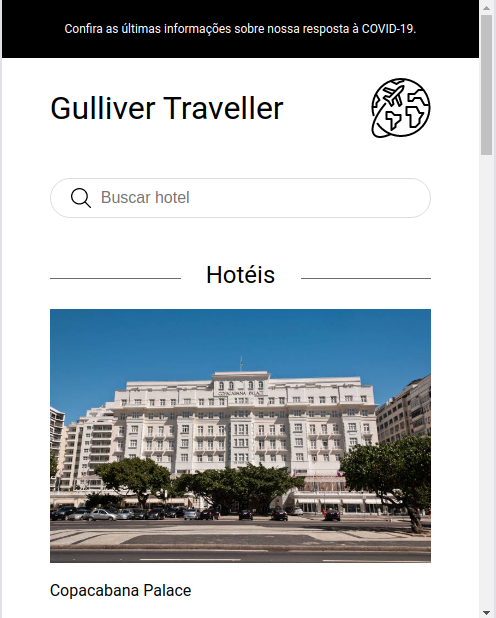 Confira as últimas informações sobre nossa resposta à COVID-19.
Gulliver Traveller
Buscar hotel
Hotéis
COPACABANA PALACE
Copacabana Palace